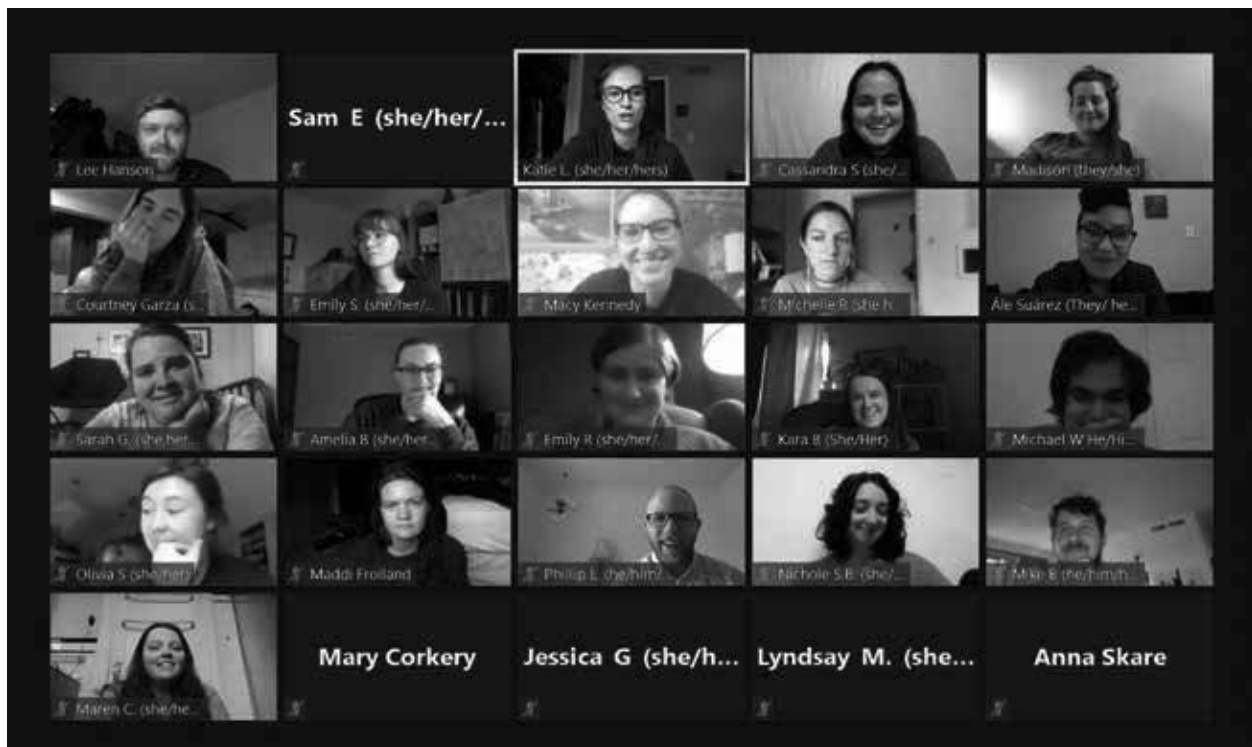 Lee Hanson
Sam E (she/her/...
Katie L. (she/her/hers)
Cassandra S (she/...
Madison (they/she)
Courtney Garza (s...
Emily S. (she/her/...
Macy Kennedy
Michelle R (she h...
Ale Suárez (They/ he...
Sarah G. (she,her...
Amelia B (she/her...
Emily R (she/her/...
Kara B (She/Her)
Michael W He/Hi...
Olivia S (she/her)
Maddi Froiland
Phillip L (he/him/...
Nichole S.B. (she/...
Mike B (he/him/h...
Maren C. (she/he...
Mary Corkery
Jessica G (she/h...
Lyndsay M. (she...
Anna Skare